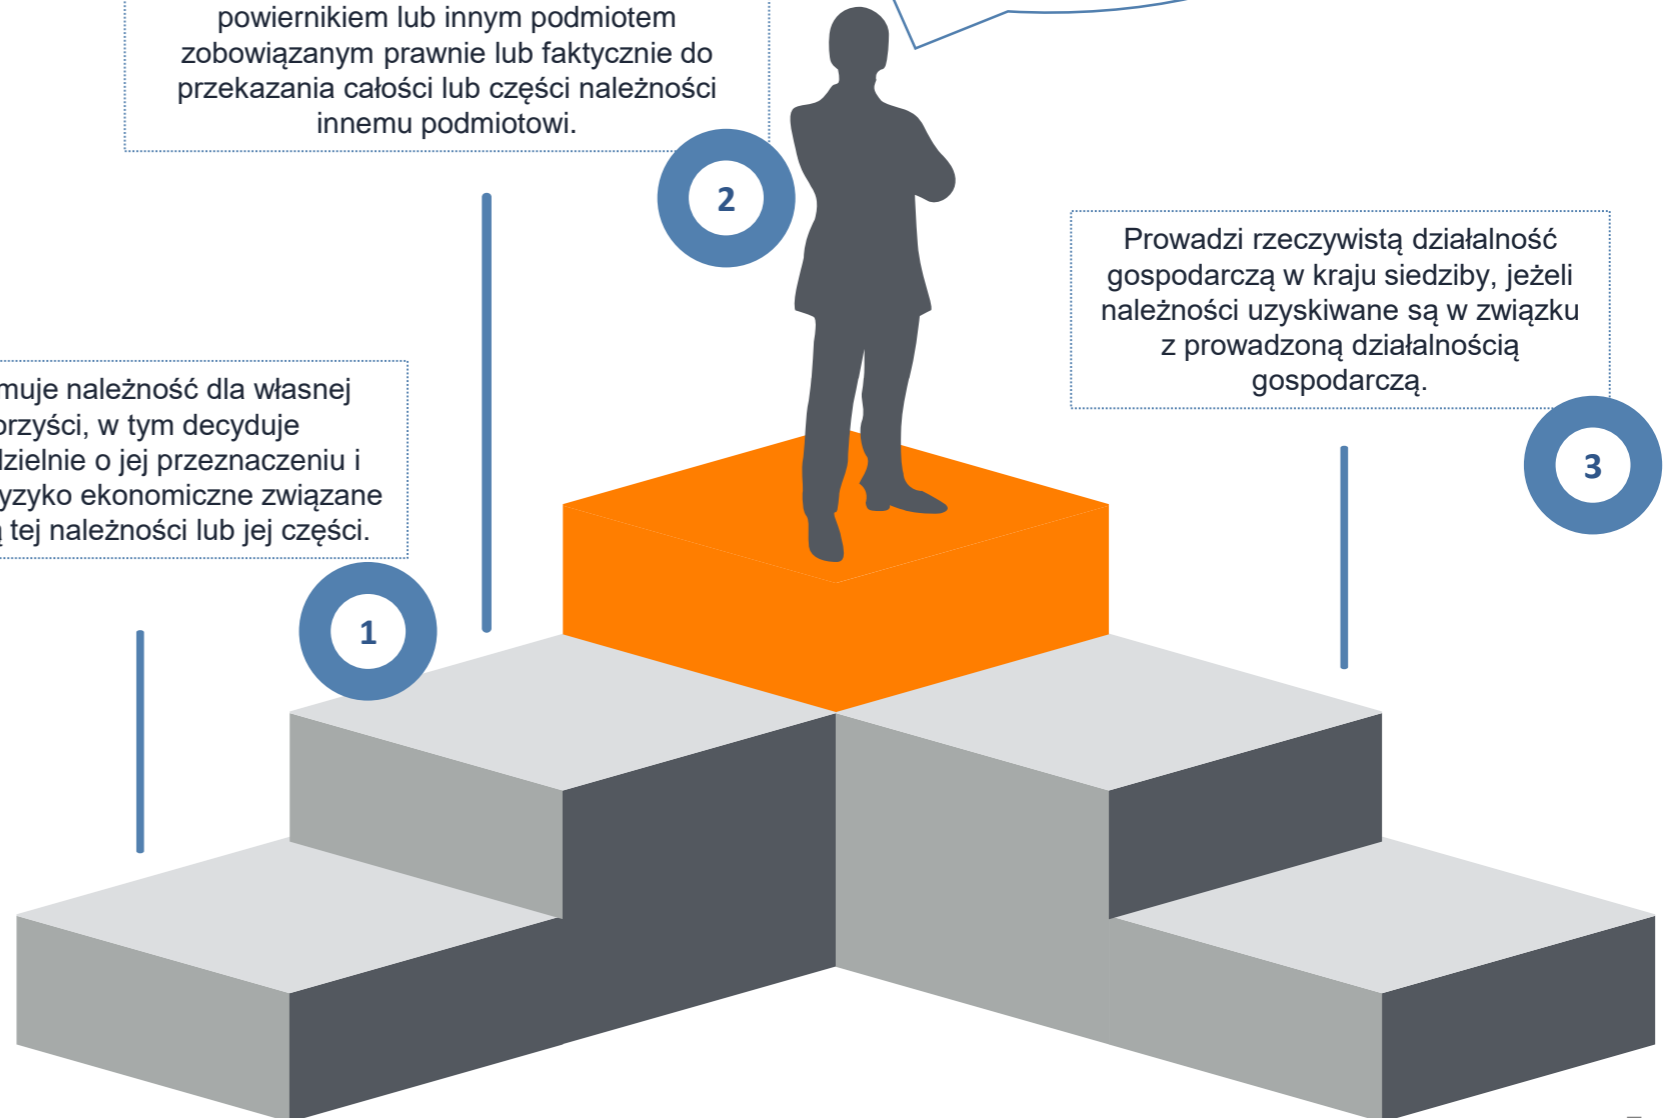 powiernikiem lub innym podmiotem
zobowiązanym prawnie lub faktycznie do
przekazania całości lub części należności
innemu podmiotowi.
2
Prowadzi rzeczywistą działalność
gospodarczą w kraju siedziby, jeżeli
należności uzyskiwane są w związku
z prowadzoną działalnością
gospodarczą.
3
muje należność dla własnej
orzyści, w tym decyduje
dzielnie o jej przeznaczeniu i
yzyko ekonomiczne związane
tej należności lub jej części.
1